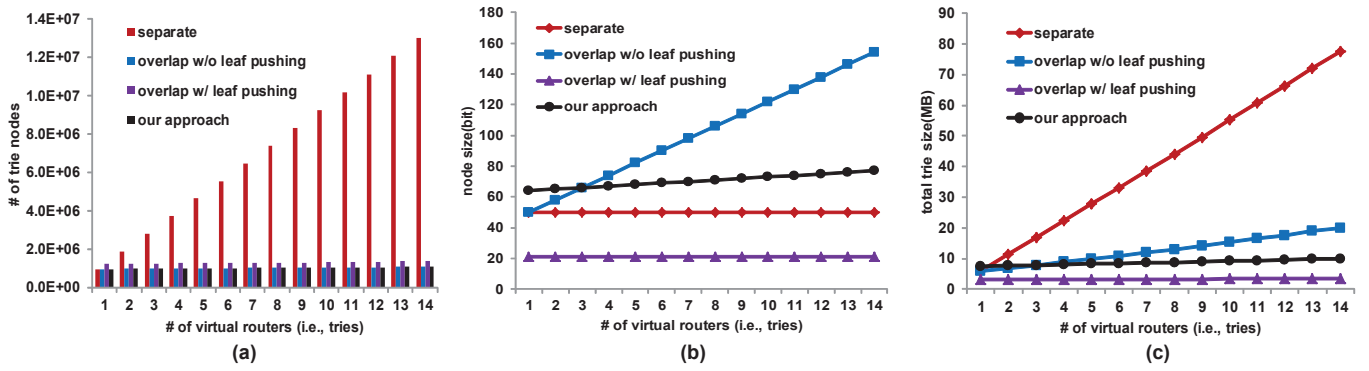 # of trie nodes
1.4E+07
1.2E+07
1.0E+07
8.0E+06
6.0E+06
4.0E+06
2.0E+06
0.0E+00
separate
overlap w/o leaf pushing
overlap w/ leaf pushing
our approach
1 2 3 4 5 6 7 8 9 10 11 12 13 14
# of virtual routers (i.e., tries)
(a)
node size(bit)
180
160
140
120
100
80
60
40
20
0
separate
overlap w/o leaf pushing
overlap w/ leaf pushing
our approach
1 2 3 4 5 6 7 8 9 10 11 12 13 14
# of virtual routers (i.e., tries)
(b)
total trie size(MB)
90
80
70
60
50
40
30
20
10
0
separate
overlap w/o leaf pushing
overlap w/ leaf pushing
our approach
1 2 3 4 5 6 7 8 9 10 11 12 13 14
# of virtual routers (i.e., tries)
(c)